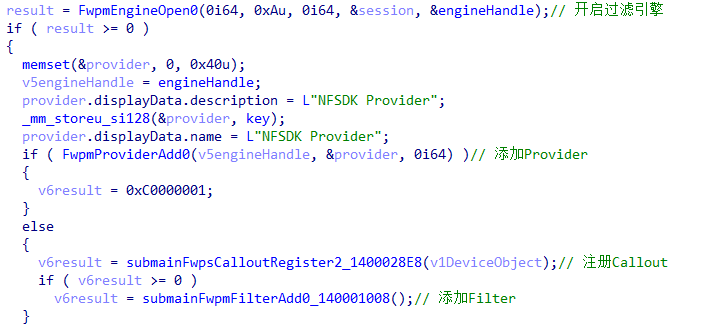 result = FwpmEngineOpen0(0i64, 0xAu, 0i64, &session, &engineHandle);// 开启过滤引擎
if ( result >= 0 )
{
memset(&provider, 0, 0x40u);
v5engineHandle = engineHandle;
provider.displayData.description = L"NFSDK Provider";
_mm_storeu_si128(&provider, key);
provider.displayData.name = L"NFSDK Provider";
if ( FwpmProviderAdd0(v5engineHandle, &provider, 0i64) )// 添加Provider
{
v6result = 0xC0000001;
}
else
{
v6result = submainFwpsCalloutRegister2_1400028E8(v1DeviceObject);// 注册Callout
if ( v6result >= 0 )
v6result = submainFwpmFilterAdd0_140001008();// 添加Filter
}